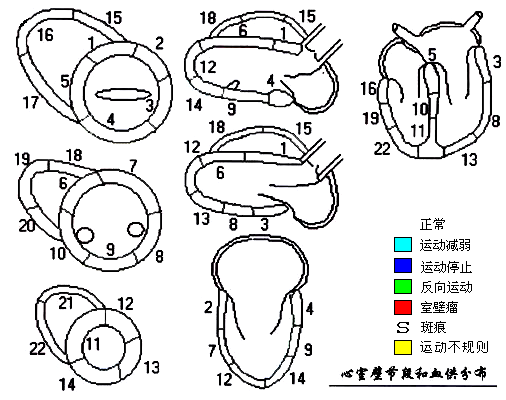 16 15
1 2
5
3
4
17
18 6 1 15
12
14 9 4
5 3
16
10
19 11 8
22 13
19 18 7
6
20
10 9 8
18 15
12 6 1
13 8 3
21 12
22 11
14 13
2 4
7 9
12 14
正常
运动减弱
运动停止
反向运动
室壁瘤
S 斑痕
运动不规则
心室壁节段和血供分布